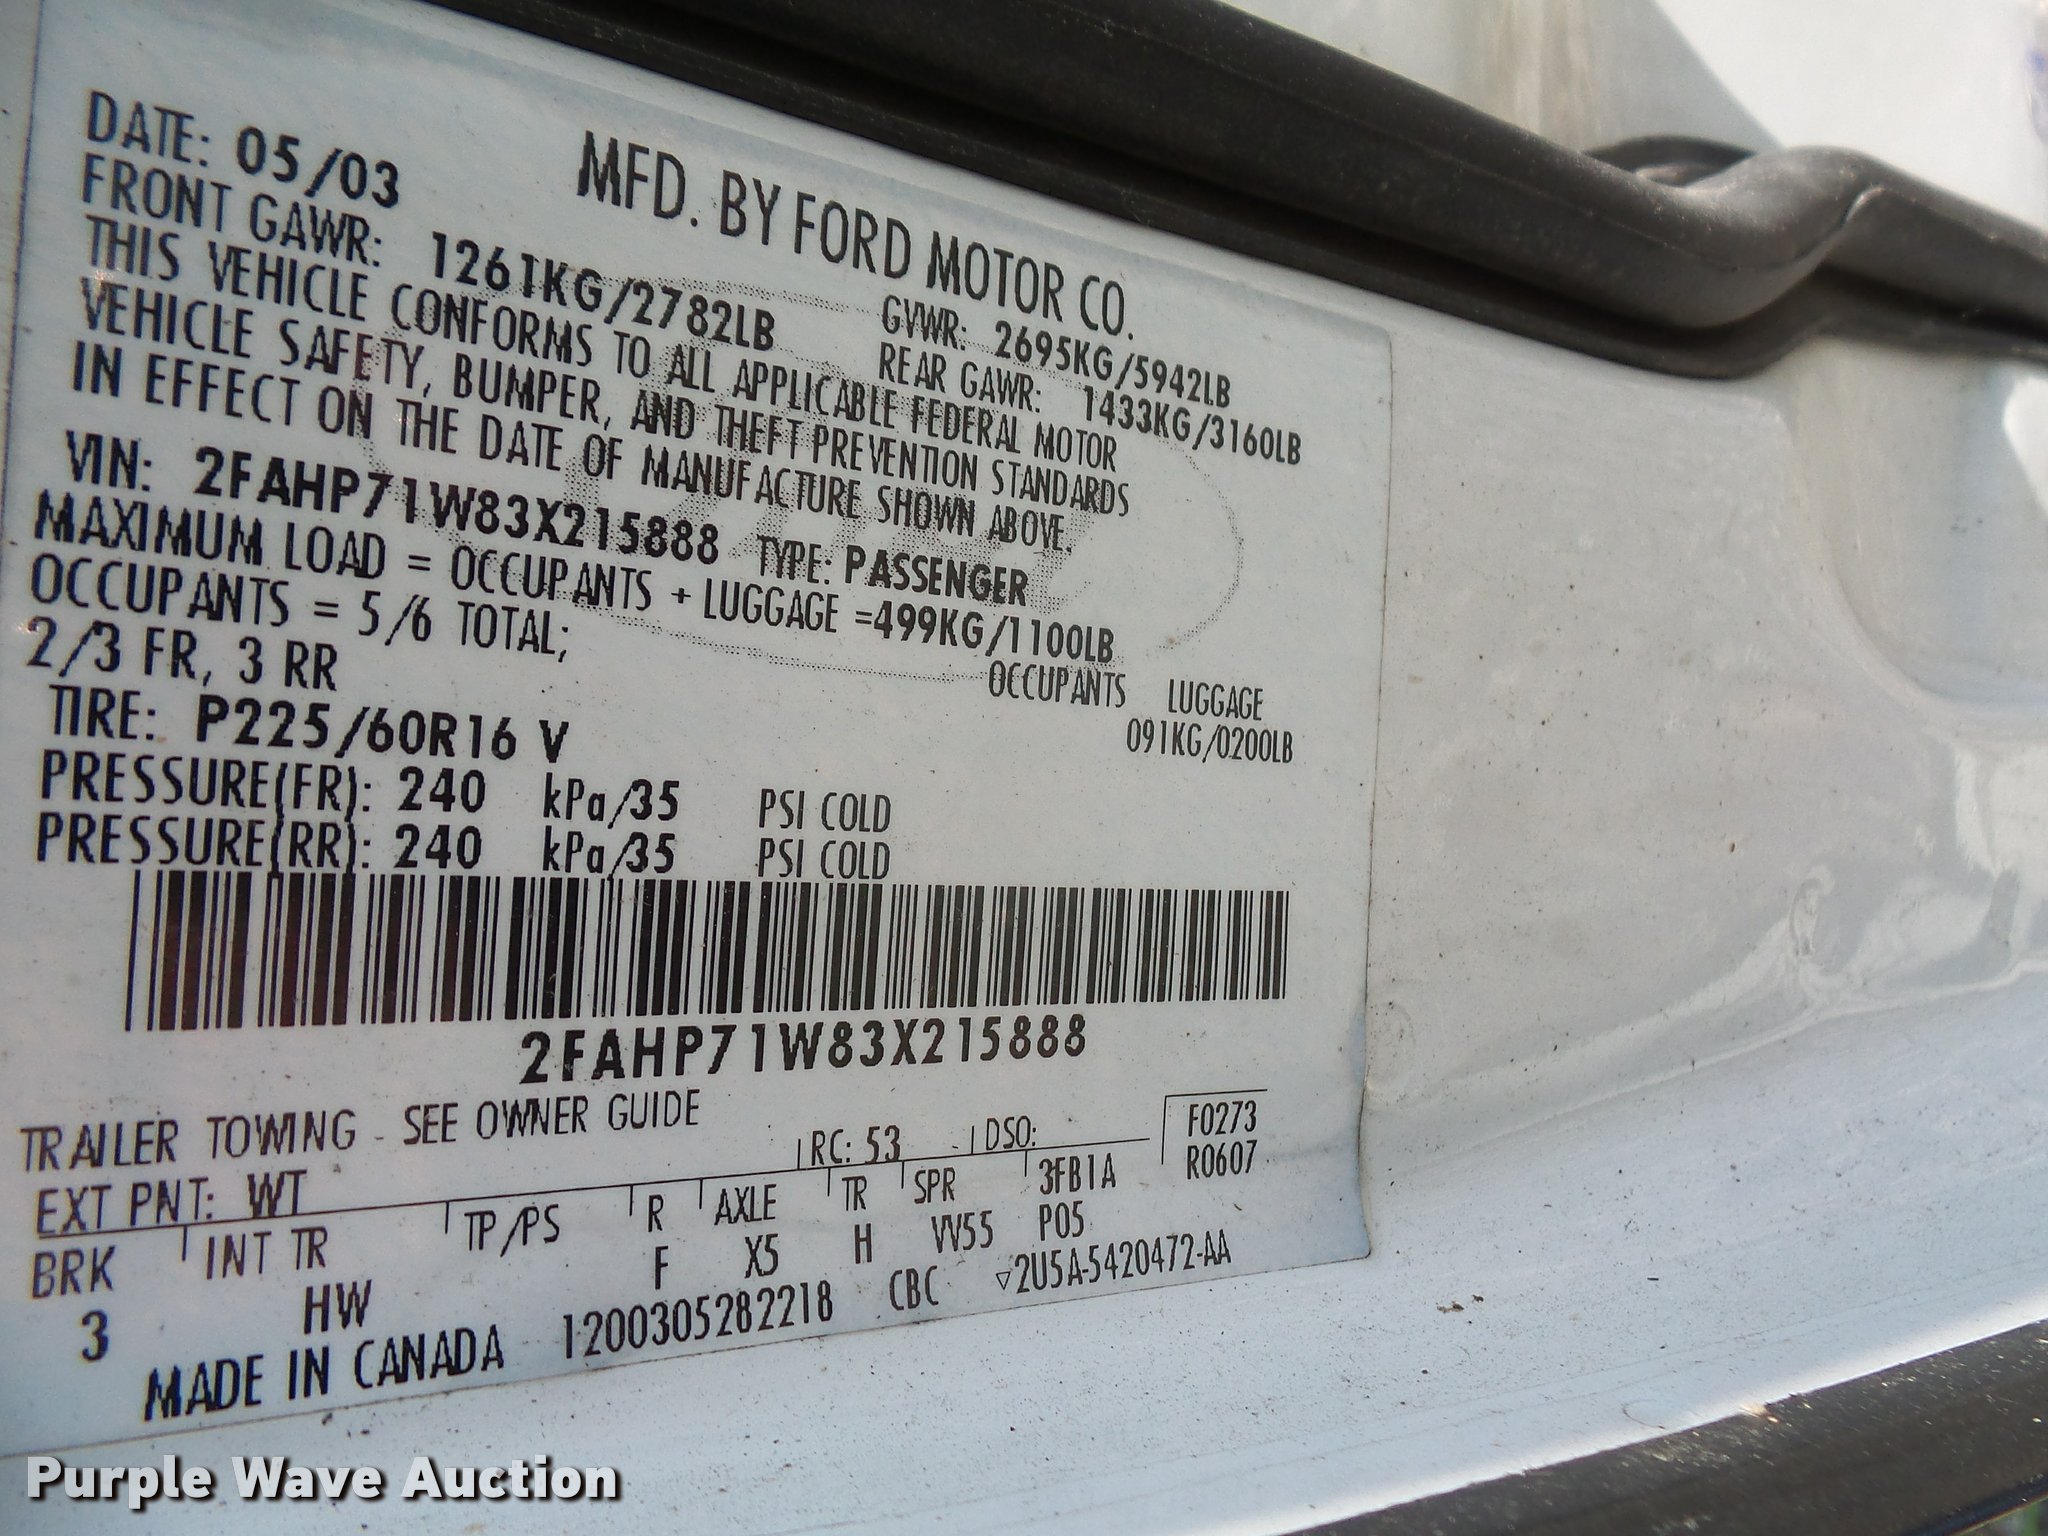 MFD. BY FORD MOTOR CO.
DATE: 05/03 GVWR: 2695KG/5942LB
FRONT GAWR: 1261KG/2782LB REAR GAWR: 1433KG/3160LB
THIS VEHICLE CONFORMS TO ALL APPLICABLE FEDERAL MOTOR
VEHICLE SAFETY, BUMPER, AND THEFT PREVENTION STANDARDS
IN EFFECT ON THE DATE OF MANUFACTURE SHOWN ABOVE.
VIN: 2FAHP71W83X215888 TYPE: PASSENGER
MAXIMUM LOAD = OCCUPANTS + LUGGAGE =499KG/1100LB
OCCUPANTS = 5/6 TOTAL; OCCUPANTS LUGGAGE
2/3 FR, 3 RR 091KG/0200LB
TIRE: P225/60R16 V
PRESSURE(FR): 240 kPa/35 PSI COLD
PRESSURE(RR): 240 kPa/35 PSI COLD
2FAHP71W83X215888
TRAILER TOWING - SEE OWNER GUIDE
EXT PNT: WT RC: 53 DSO: F0273
R0607
BRK INT TR TP/PS R AXLE TR SPR 3FB1A
3 HW F X5 H VV55 P05
MADE IN CANADA 1200305282218 CBC ▽2U5A-5420472-AA
Purple Wave Auction